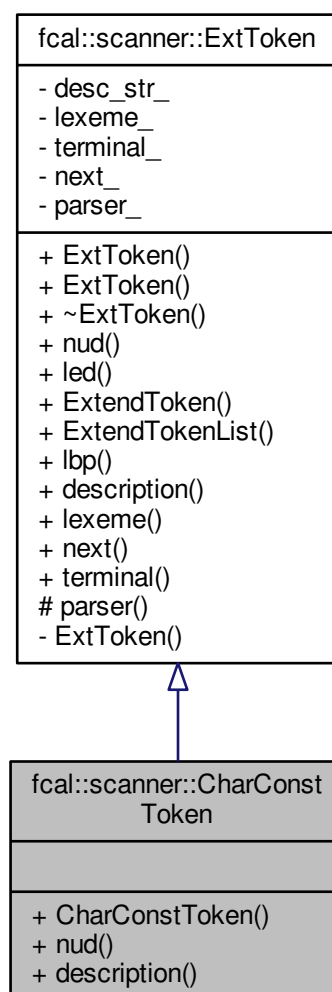 fcal::scanner::ExtToken
- desc_str_
- lexeme_
- terminal_
- next_
- parser_
+ ExtToken()
+ ExtToken()
+ ~ExtToken()
+ nud()
+ led()
+ ExtendToken()
+ ExtendTokenList()
+ lbp()
+ description()
+ lexeme()
+ next()
+ terminal()
# parser()
- ExtToken()
fcal::scanner::CharConst
Token
+ CharConstToken()
+ nud()
+ description()